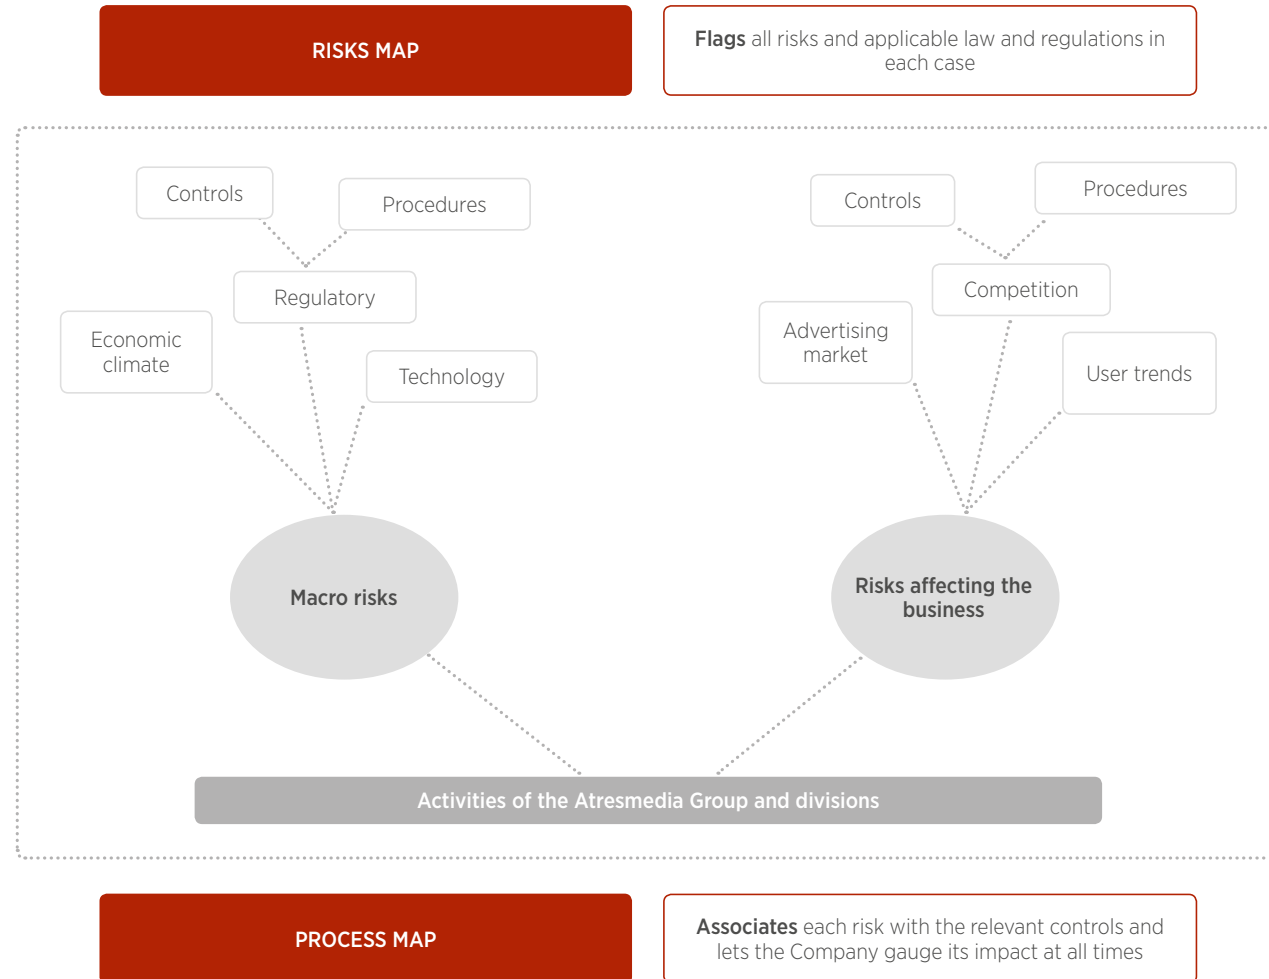 RISKS MAP
Flags all risks and applicable law and regulations in
each case
Controls
Procedures
Regulatory
Economic
climate
Technology
Controls
Procedures
Competition
Advertising
market
User trends
Macro risks
Risks affecting the
business
Activities of the Atresmedia Group and divisions
PROCESS MAP
Associates each risk with the relevant controls and
lets the Company gauge its impact at all times